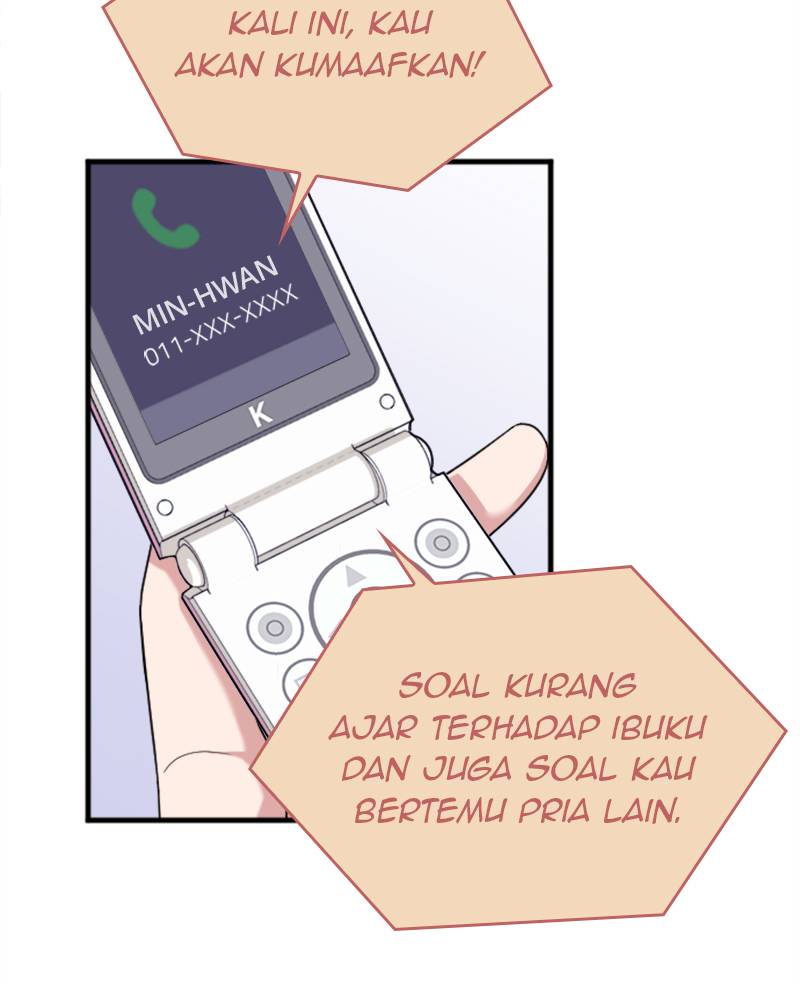 KALI INI, KAU
AKAN KUMAAFKAN!
MIN-HWAN
011-XXX-XXXX
K
SOAL KURANG
AJAR TERHADAP IBUKU
DAN JUGA SOAL KAU
BERTEMU PRIA LAIN.